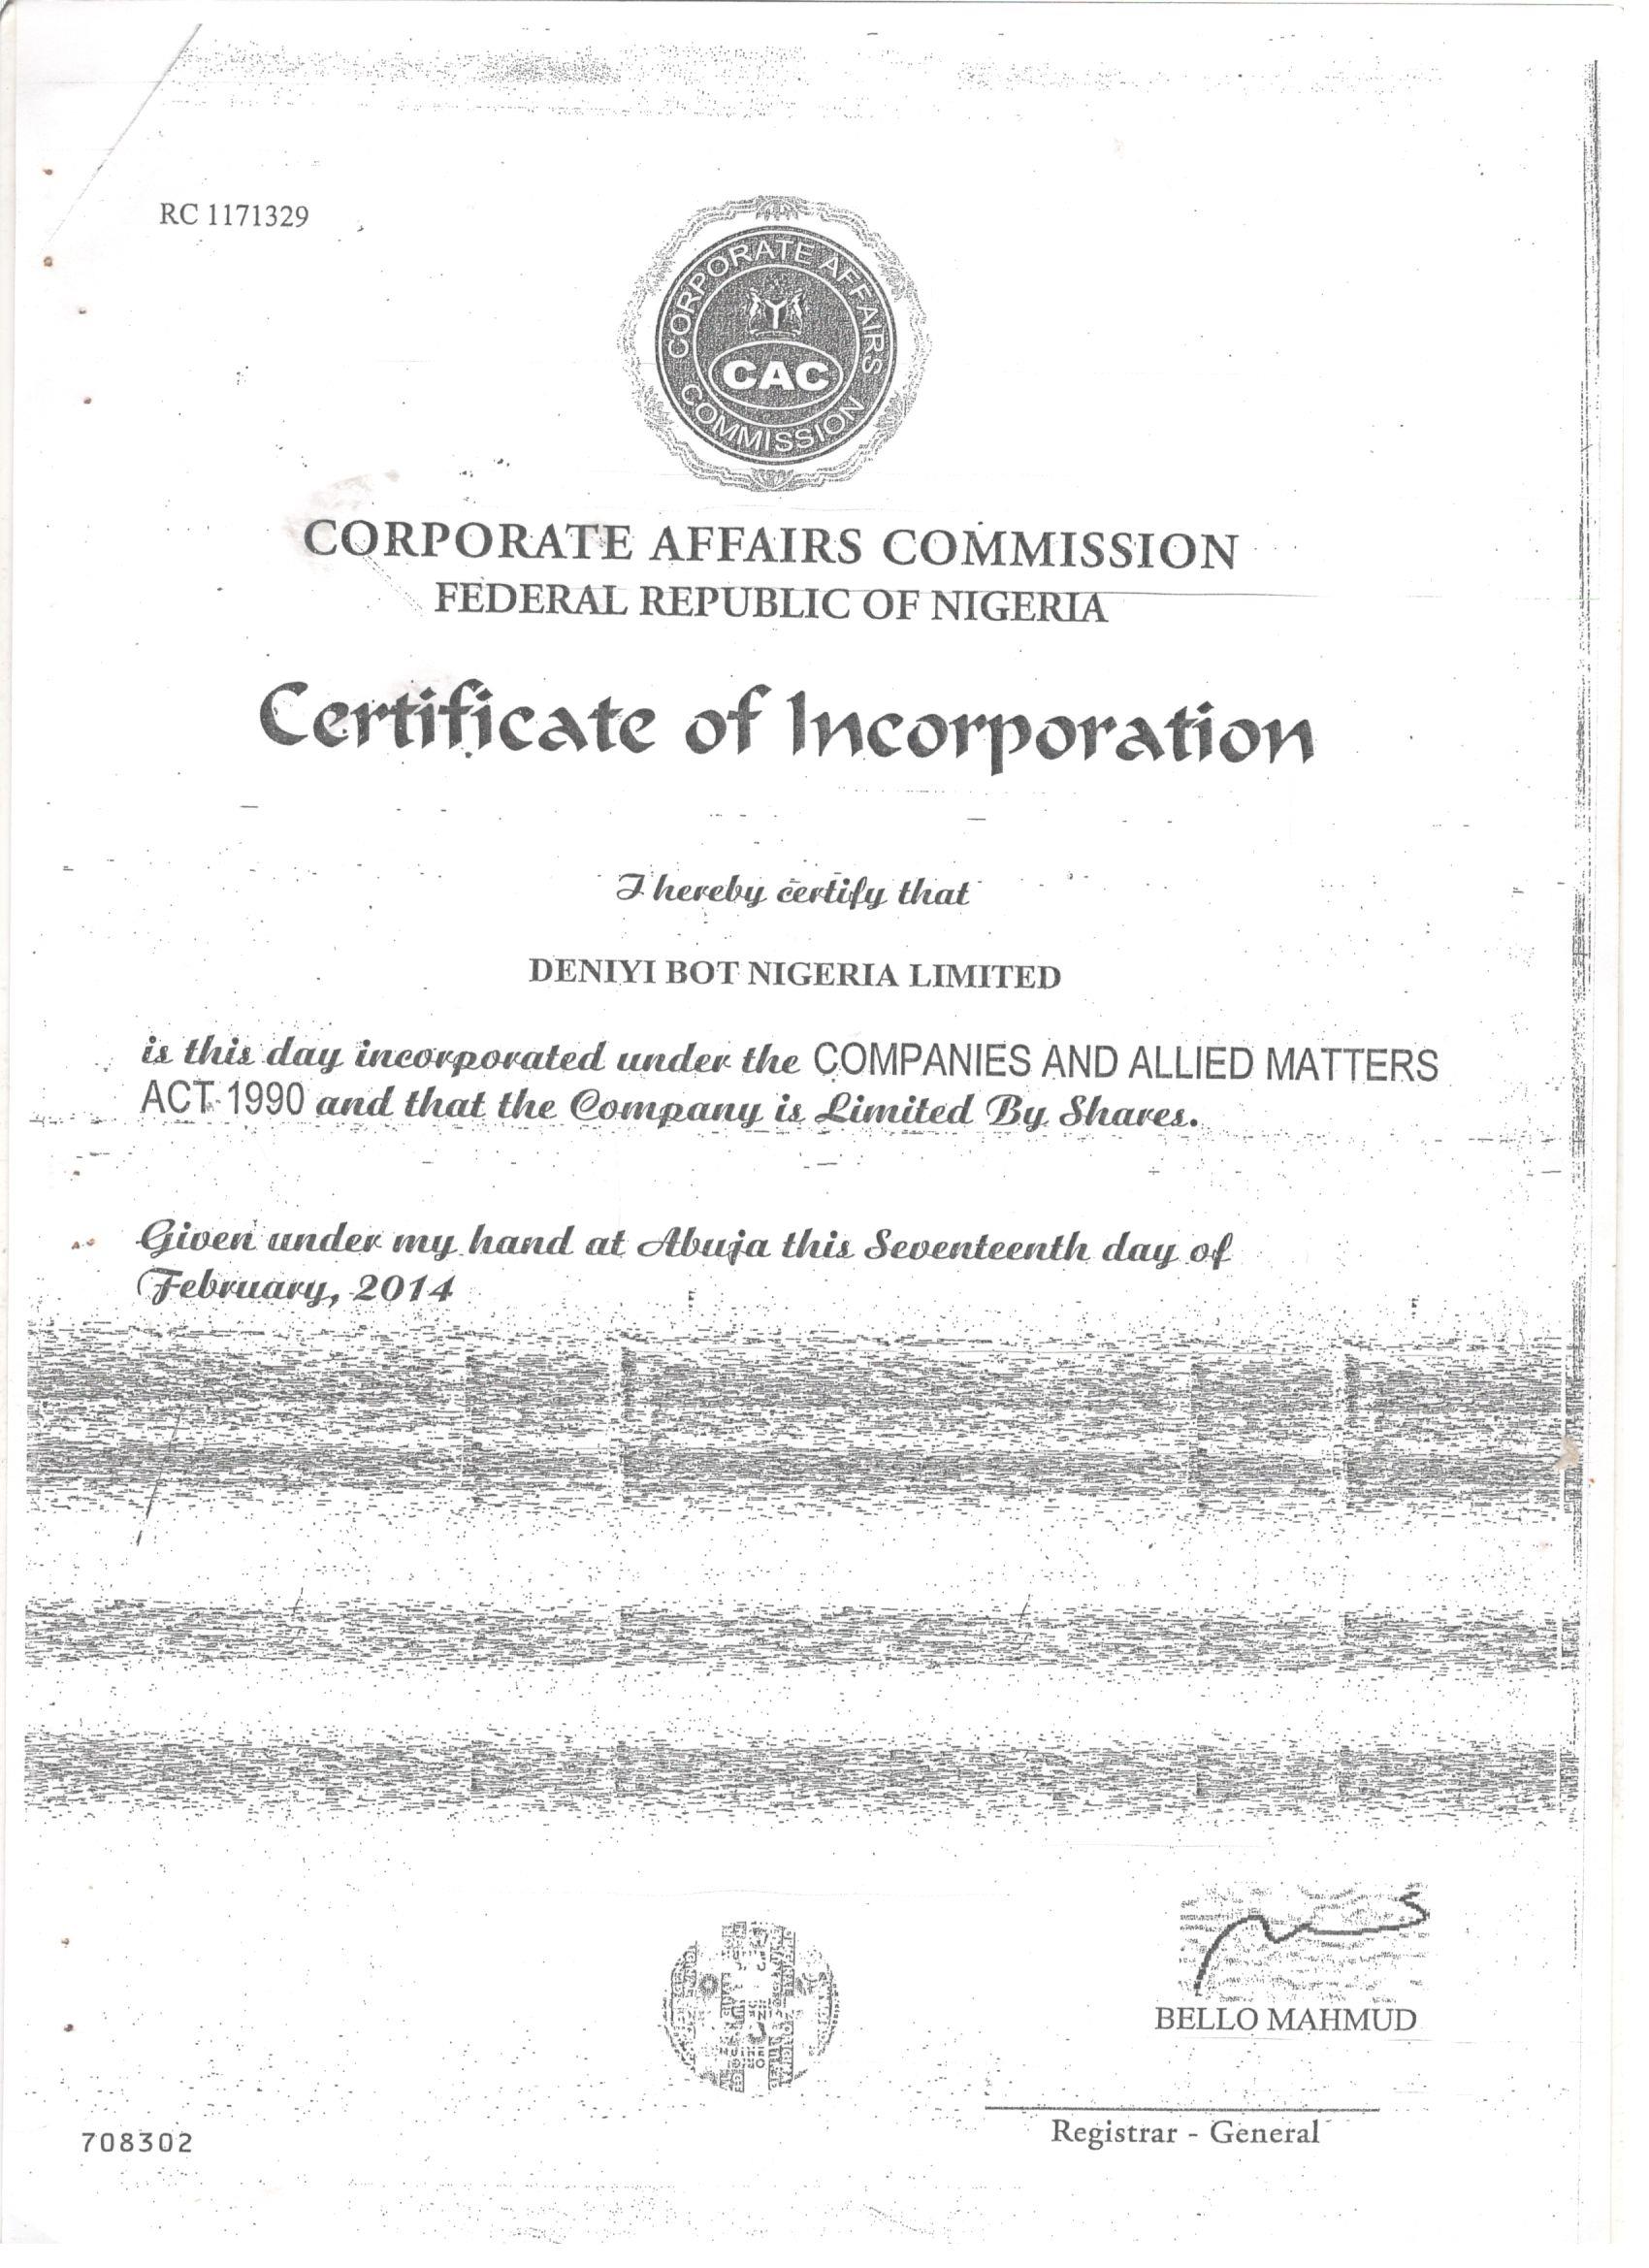 RC 1171329
CORPORATE AFFAIRS COMMISSION
CAC
CORPORATE AFFAIRS COMMISSION
FEDERAL REPUBLIC OF NIGERIA
Certificate of Incorporation
I hereby certify that
DENIYI BOT NIGERIA LIMITED
is this day incorporated under the COMPANIES AND ALLIED MATTERS
ACT 1990 and that the Company is Limited By Shares.
Given under my hand at Abuja this Seventeenth day of
February, 2014
BELLO MAHMUD
Registrar - General
708302